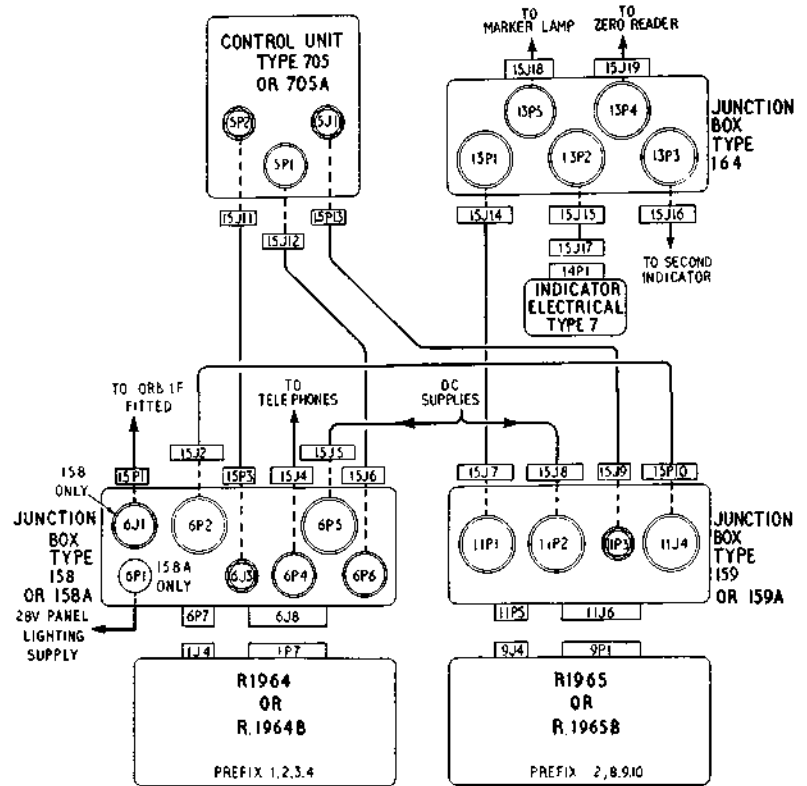 CONTROL UNIT
TYPE 705
OR 705A
5P2
5J1
5P1
15J11
15J12
15P13
TO
MARKER LAMP
TO
ZERO READER
15J18
15J19
13P5
13P4
13P1
13P2
13P3
JUNCTION
BOX
TYPE
164
15J14
15J15
15J16
15J17
14P1
TO SECOND
INDICATOR
INDICATOR
ELECTRICAL
TYPE 7
TO ORB IF
FITTED
TO
TELEPHONES
DC
SUPPLIES
15P1
15J2
15P3
15J4
15J5
15J6
15J7
15J8
15J9
15P10
158
ONLY
JUNCTION
BOX
TYPE
158
OR 158A
6J1
6P2
6P5
6P1
158A
ONLY
6J3
6P4
6P6
28V PANEL
LIGHTING
SUPPLY
6P7
6J8
1J4
1P7
11P1
11P2
11P3
11J4
JUNCTION
BOX
TYPE
159
OR 159A
11P5
11J6
9J4
9P1
R1964
OR
R.1964B
PREFIX 1,2,3.4
R1965
OR
R.1965B
PREFIX 2,8.9.10